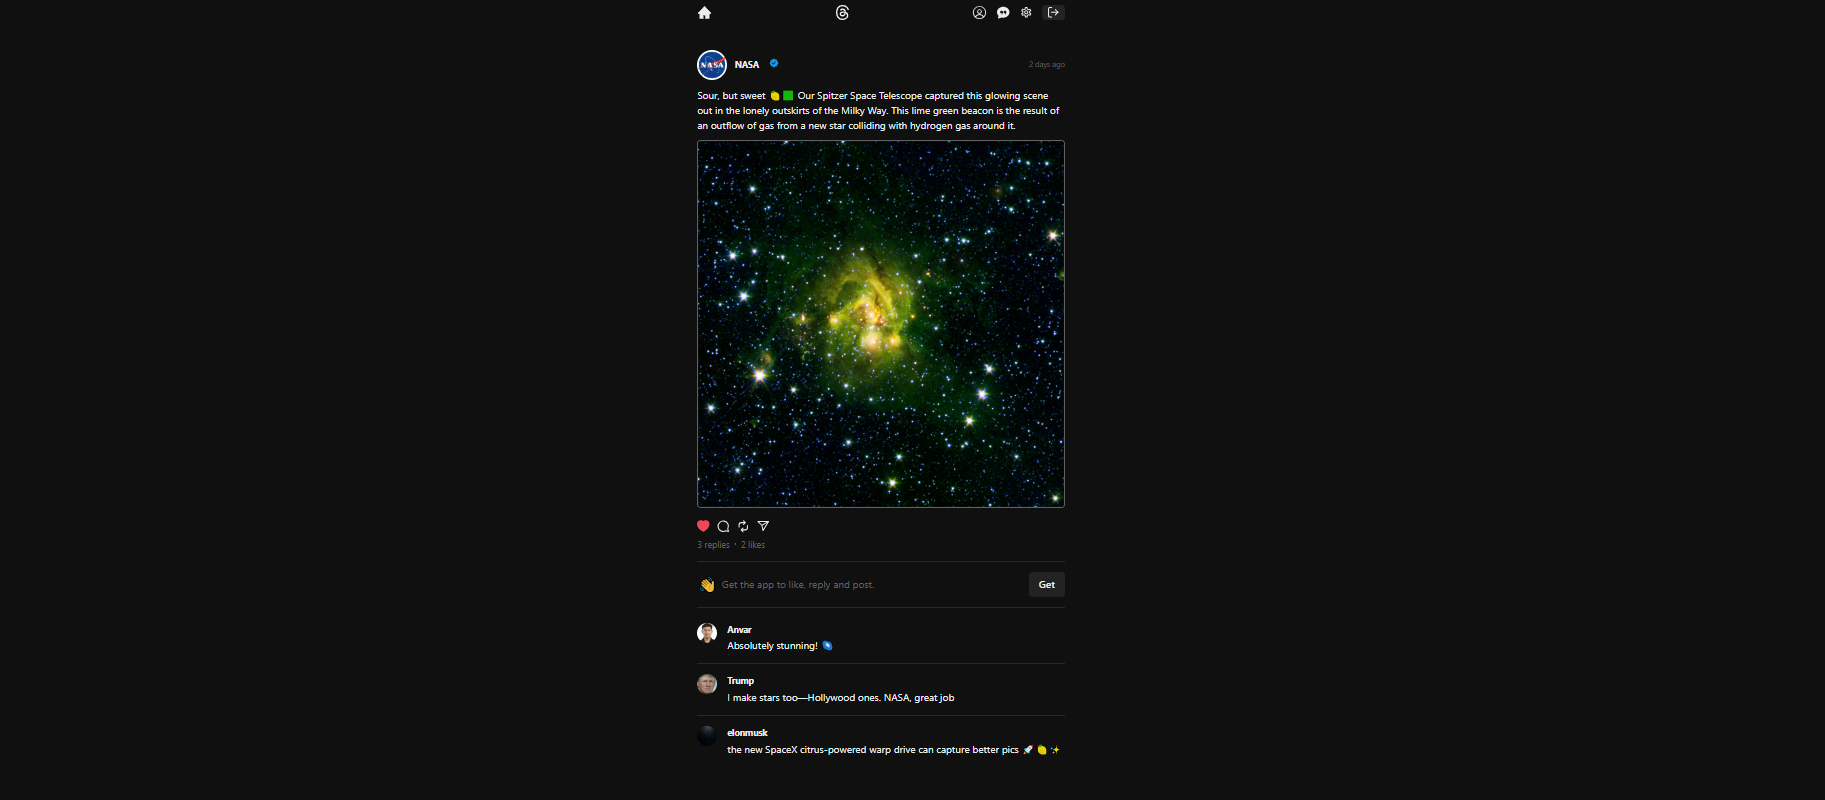 NASA
NASA
2 days ago
Sour, but sweet 🍋🟩 Our Spitzer Space Telescope captured this glowing scene
out in the lonely outskirts of the Milky Way. This lime green beacon is the result of
an outflow of gas from a new star colliding with hydrogen gas around it.
3 replies · 2 likes
👋 Get the app to like, reply and post.
Get
Anvar
Absolutely stunning!
Trump
I make stars too—Hollywood ones. NASA, great job
elonmusk
the new SpaceX citrus-powered warp drive can capture better pics 🚀🍋✨